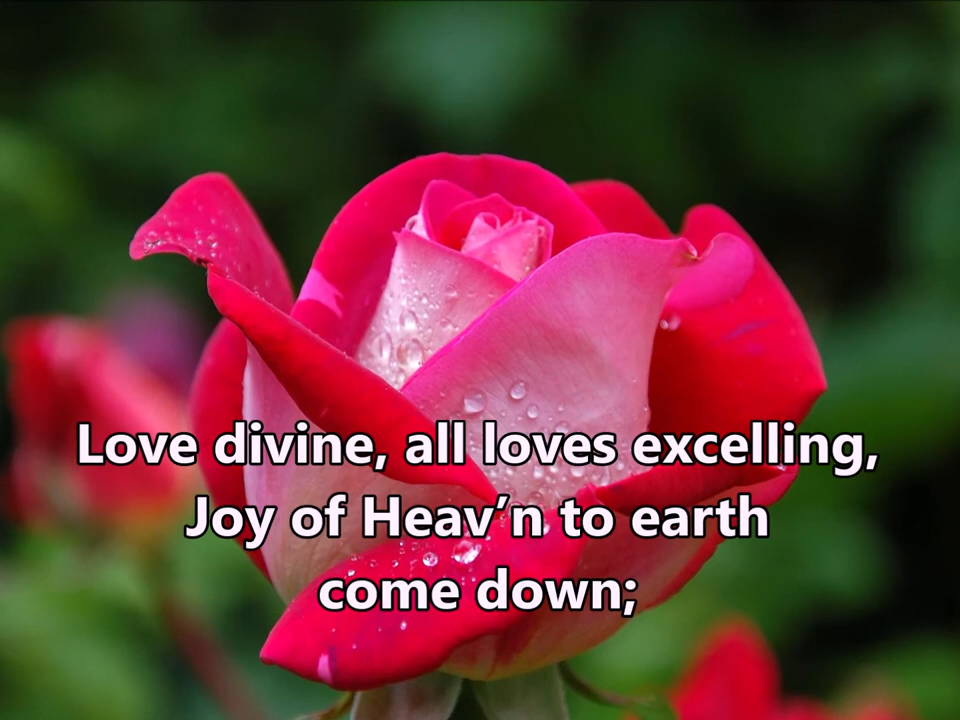 Love divine, all loves excelling,
Joy of Heav’n to earth
come down;